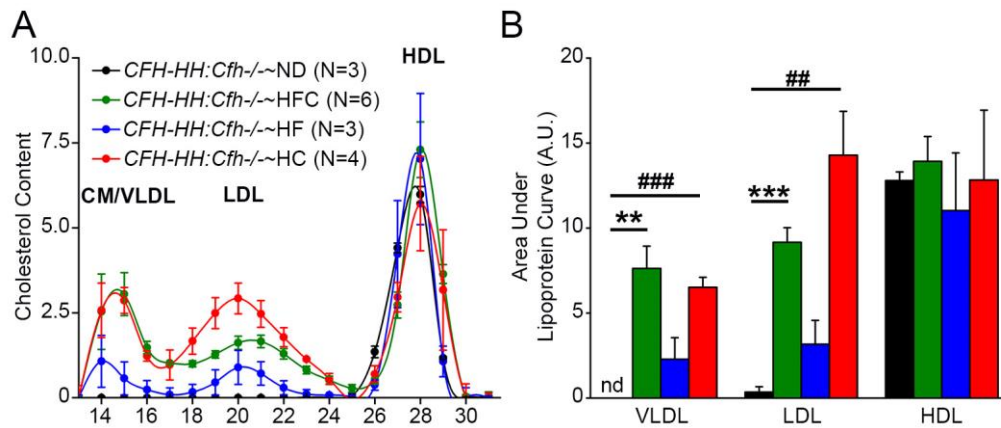 A
Cholesterol Content
10.0
7.5
5.0
2.5
0
CFH-HH:Cfh-/-~ND (N=3)
CFH-HH:Cfh-/-~HFC (N=6)
CFH-HH:Cfh-/-~HF (N=3)
CFH-HH:Cfh-/-~HC (N=4)
CM/VLDL
LDL
HDL
14 16 18 20 22 24 26 28 30
B
Area Under
Lipoprotein Curve (A.U.)
20
15
10
5
0
##
###
**
***
nd
VLDL LDL HDL